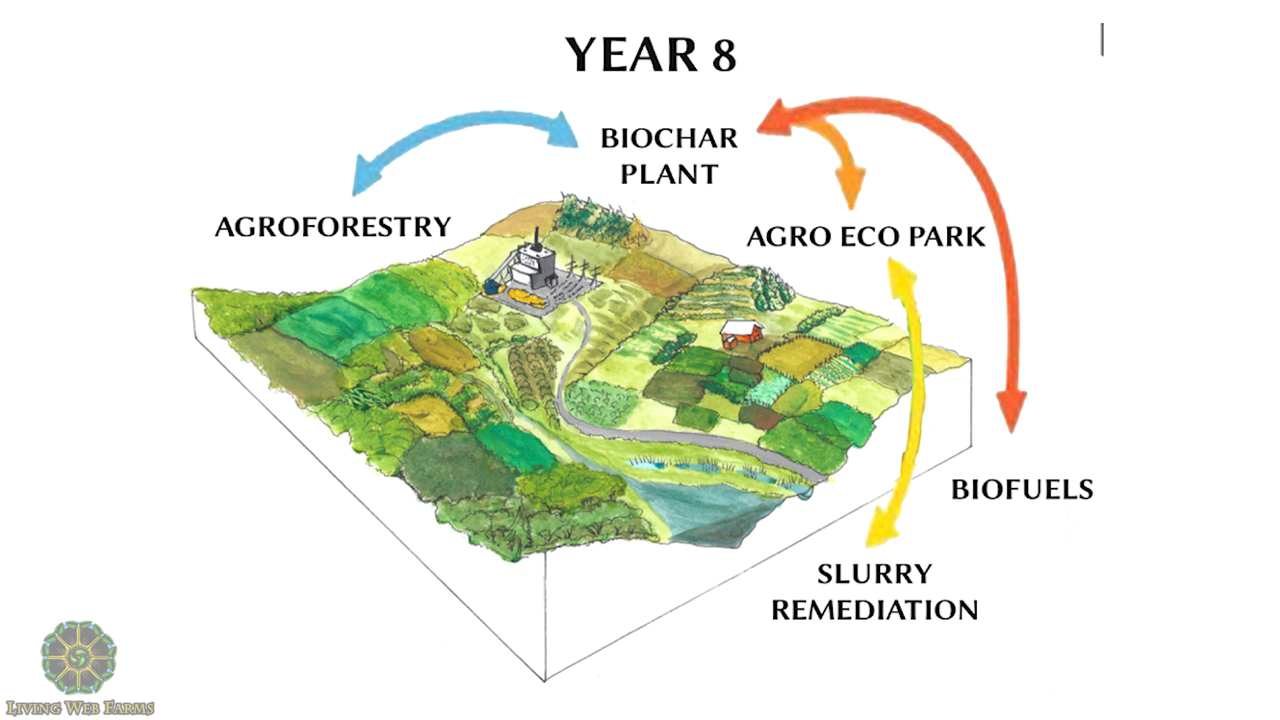 YEAR 8
BIOCHAR
PLANT
AGROFORESTRY
AGRO ECO PARK
BIOFUELS
SLURRY
REMEDIATION
LIVING WEB FARMS